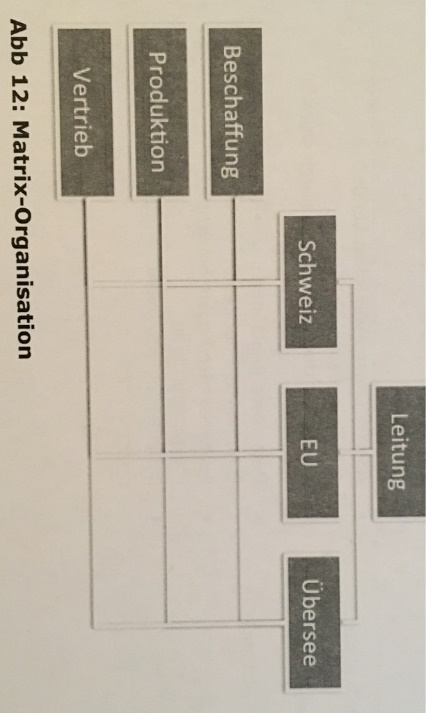 Leitung
Schweiz
EU
Übersee
Beschaffung
Produktion
Vertrieb
Abb 12: Matrix-Organisation